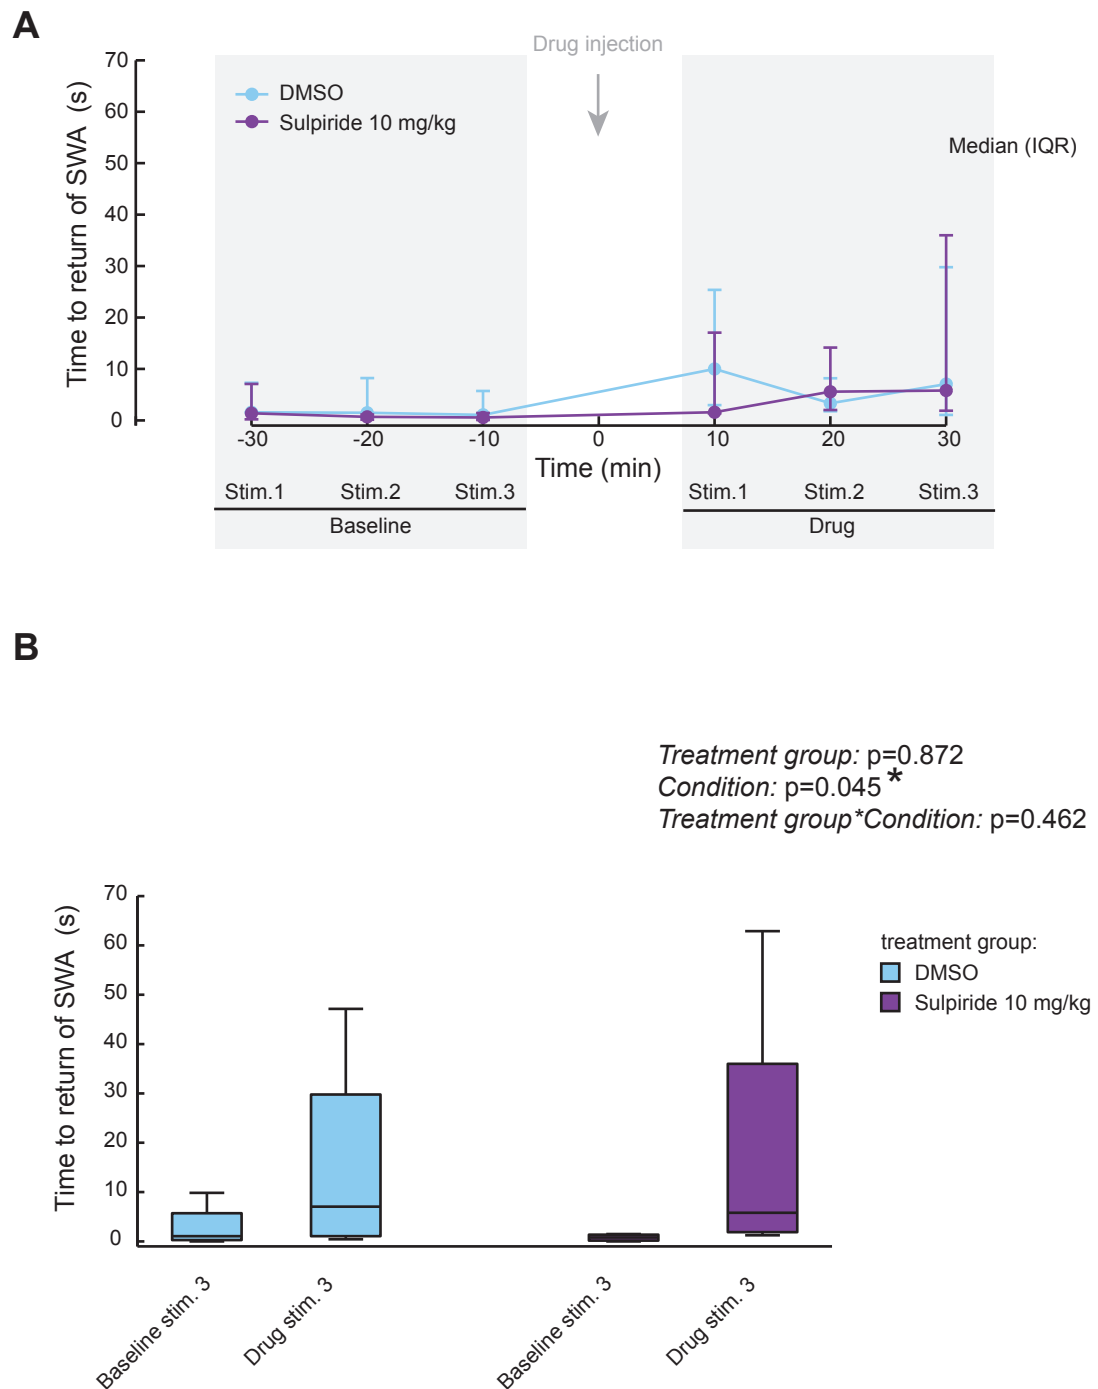 A
Drug injection
70
60
50
40
30
20
10
0
Time to return of SWA (s)
DMSO
Sulpiride 10 mg/kg
Median (IQR)
-30 -20 -10 0 10 20 30
Time (min)
Stim.1 Stim.2 Stim.3 Stim.1 Stim.2 Stim.3
Baseline Drug
B
Treatment group: p=0.872
Condition: p=0.045 *
Treatment group*Condition: p=0.462
70
60
50
40
30
20
10
0
Time to return of SWA (s)
treatment group:
DMSO
Sulpiride 10 mg/kg
Baseline stim. 3
Drug stim. 3
Baseline stim. 3
Drug stim. 3